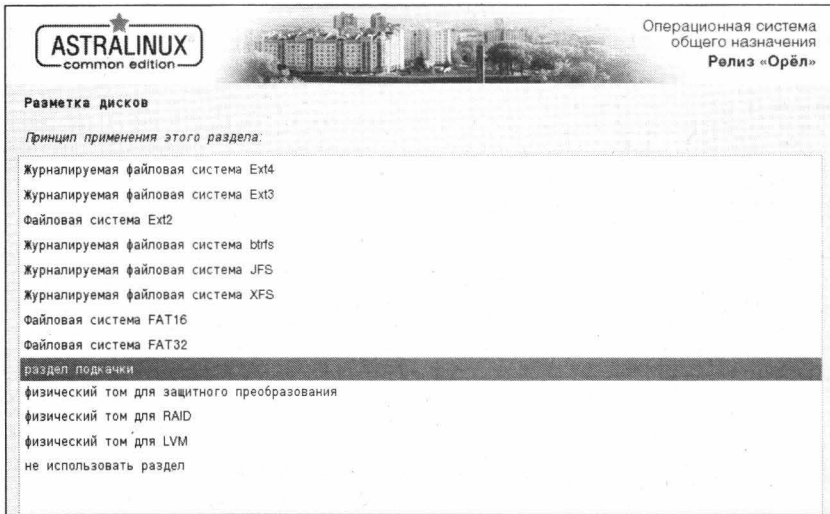 ASTRALINUX
common edition
Операционная система
общего назначения
Релиз «Орёл»
Разметка дисков
Принцип применения этого раздела:
Журналируемая файловая система Ext4
Журналируемая файловая система Ext3
Файловая система Ext2
Журналируемая файловая система btrfs
Журналируемая файловая система JFS
Журналируемая файловая система XFS
Файловая система FAT16
Файловая система FAT32
раздел подкачки
физический том для защитного преобразования
физический том для RAID
физический том для LVM
не использовать раздел